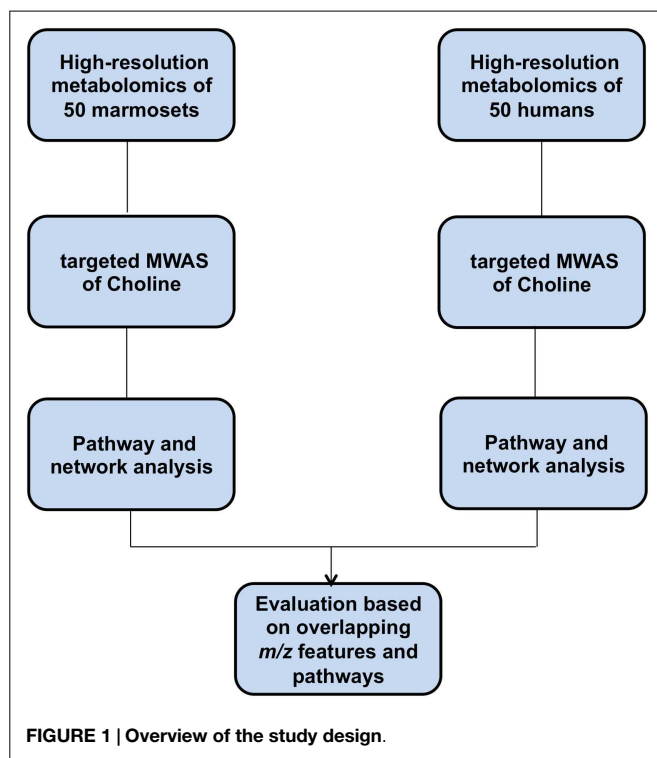 High-resolution
metabolomics of
50 marmosets
High-resolution
metabolomics of
50 humans
targeted MWAS
of Choline
targeted MWAS
of Choline
Pathway and
network analysis
Pathway and
network analysis
Evaluation based
on overlapping
m/z features and
pathways
FIGURE 1 | Overview of the study design.